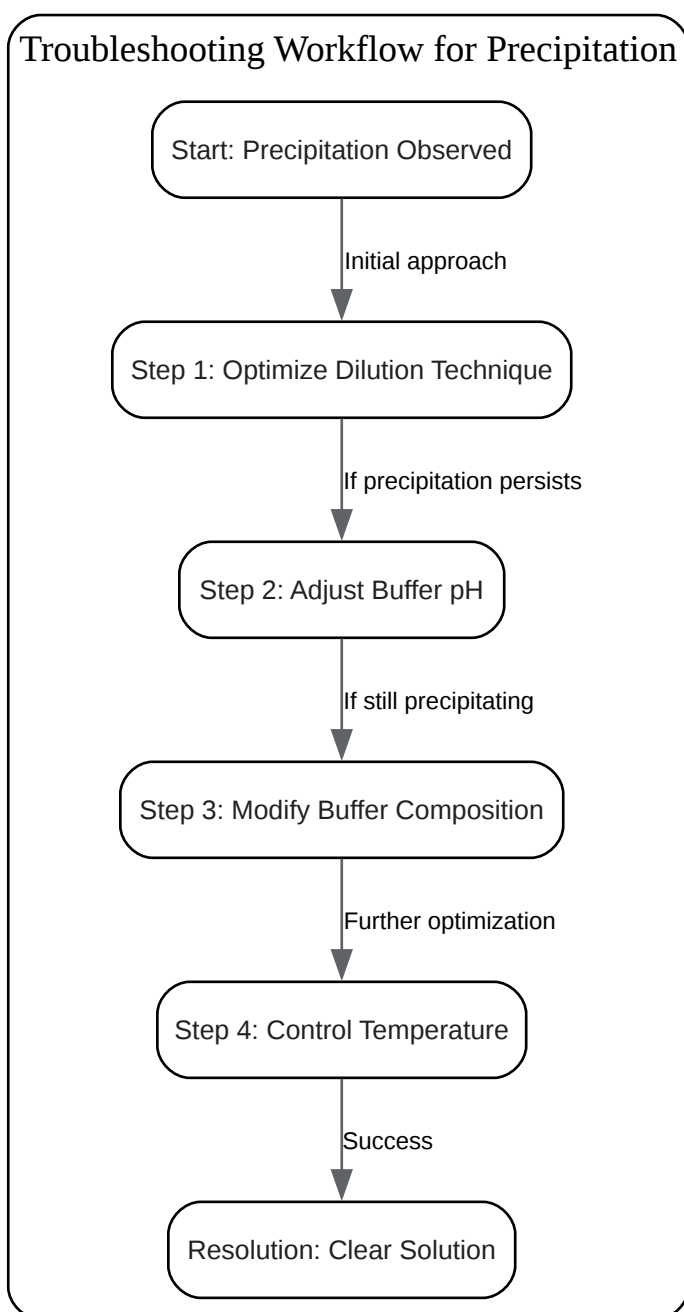 Troubleshooting Workflow for Precipitation
Start: Precipitation Observed
Initial approach
Step 1: Optimize Dilution Technique
If precipitation persists
Step 2: Adjust Buffer pH
If still precipitating
Step 3: Modify Buffer Composition
Further optimization
Step 4: Control Temperature
Success
Resolution: Clear Solution